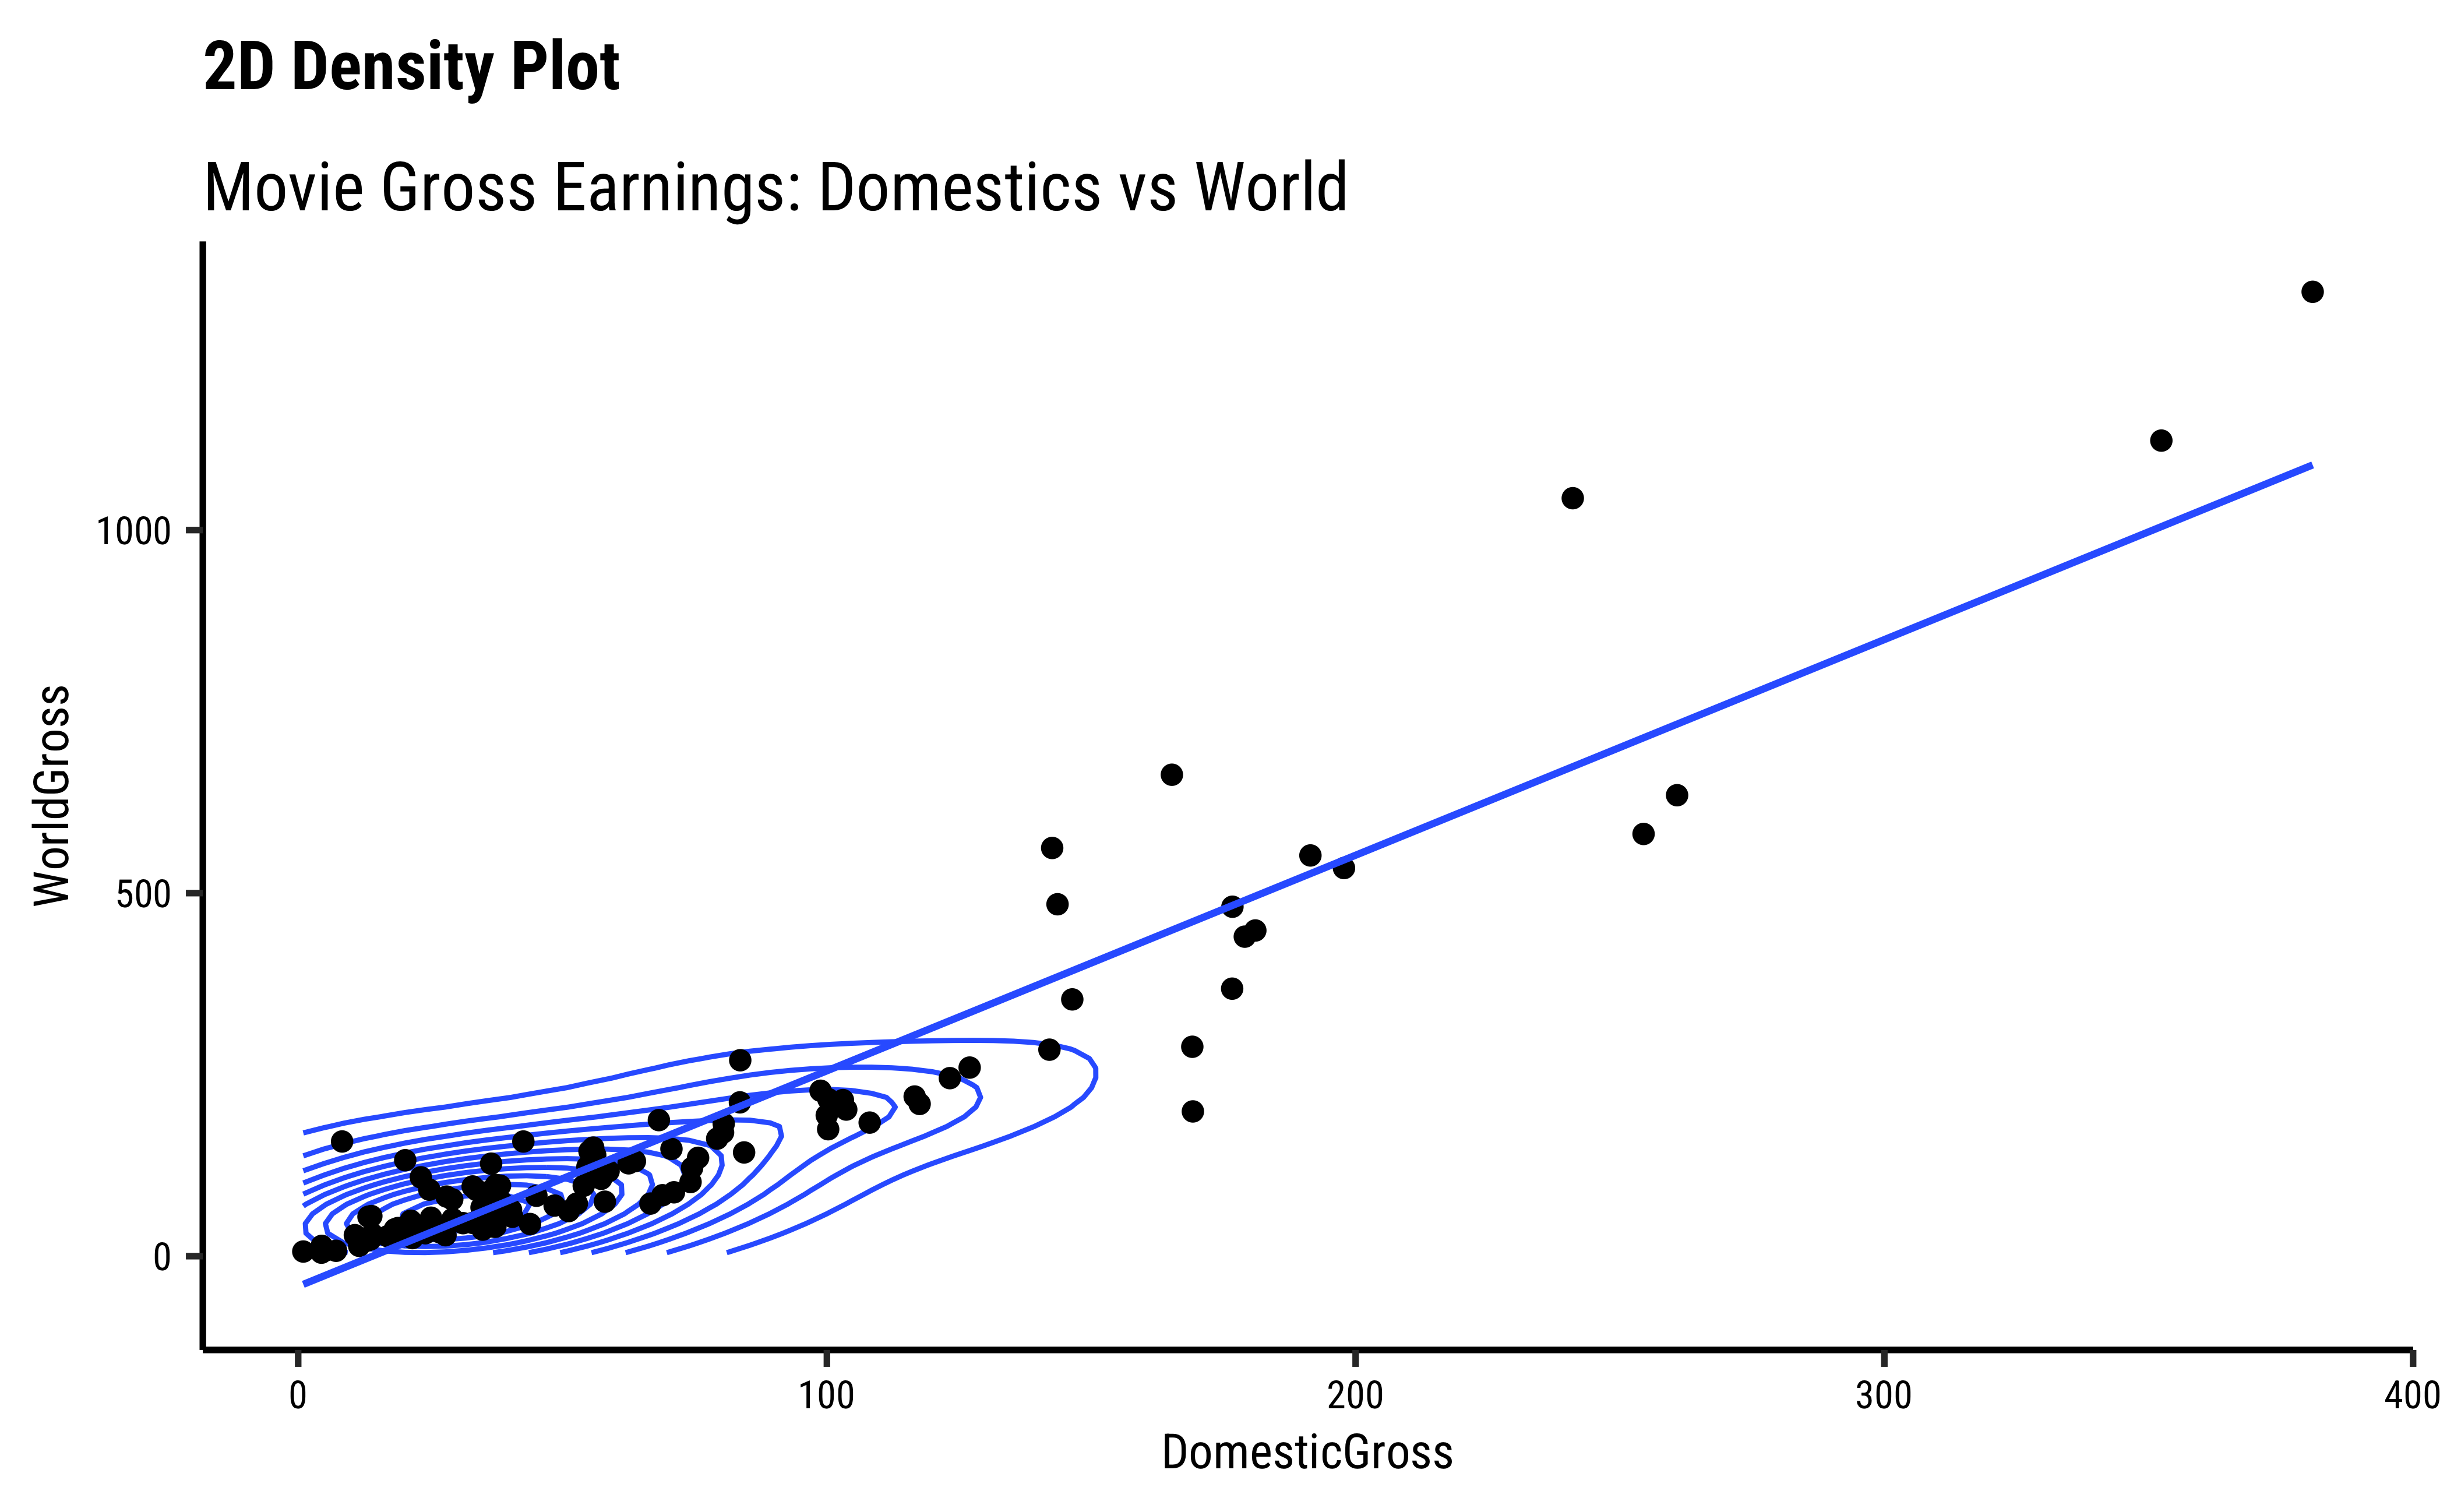 2D Density Plot
Movie Gross Earnings: Domestics vs World
WorldGross
1000
500
0
0 100 200 300 400
DomesticGross